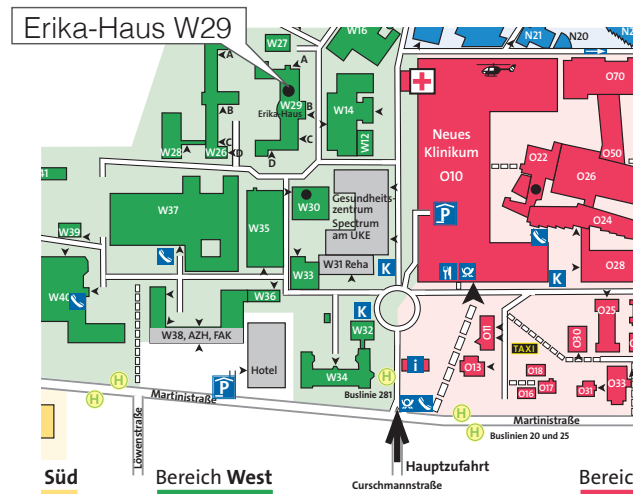 Erika-Haus W29
W27
W16
N21
N20
A
A
O70
W29
B
B
Erika-Haus
W14
Neues
Klinikum
O10
W12
O50
O22
C
C
W28
W26
D
D
O26
41
W37
W30
Gesundheits-
zentrum
Spectrum
am UKE
P
O24
W39
W35
W33
W31 Reha
K
K
O28
W40
W36
K
W32
O25
W38, AZH, FAK
O11
O30
TAXI
Hotel
W34
i
O13
O18
O17
O16
O31
O33
P
H
H
H
H
H
Martinistraße
Buslinie 281
Martinistraße
Buslinien 20 und 25
Löwenstraße
Hauptzufahrt
Süd
Bereich West
Curschmannstraße